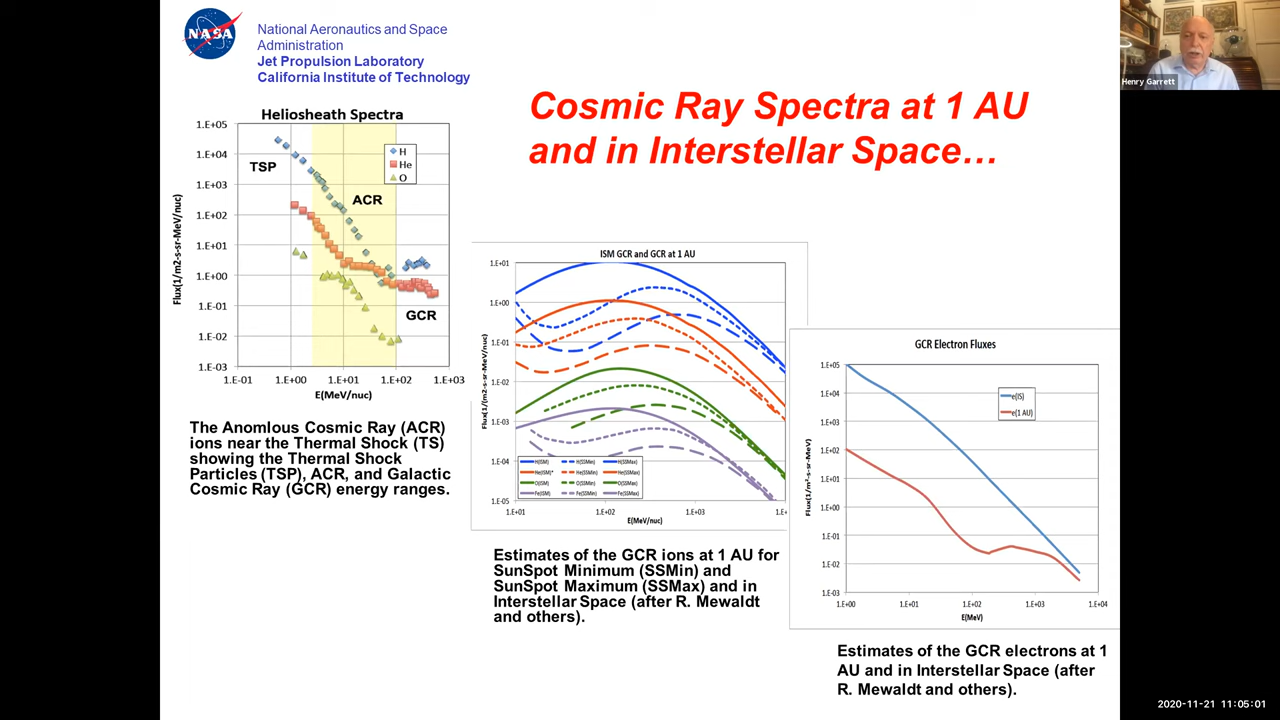 NASA
National Aeronautics and Space
Administration
Jet Propulsion Laboratory
California Institute of Technology
Henry Garrett
Cosmic Ray Spectra at 1 AU
and in Interstellar Space…
Heliosheath Spectra
Flux(1/m2-s-sr-MeV/nuc)
1.E+05
1.E+04
1.E+03
1.E+02
1.E+01
1.E+00
1.E-01
1.E-02
1.E-03
TSP
ACR
GCR
H
He
O
1.E-01 1.E+00 1.E+01 1.E+02 1.E+03
E(MeV/nuc)
The Anomlous Cosmic Ray (ACR)
ions near the Thermal Shock (TS)
showing the Thermal Shock
Particles (TSP), ACR, and Galactic
Cosmic Ray (GCR) energy ranges.
ISM GCR and GCR at 1 AU
Flux(1/(m2-s-sr-MeV/nuc)
1.E+01
1.E+00
1.E-01
1.E-02
1.E-03
1.E-04
1.E-05
H(ISM) H(SSMin) H(SSMax)
He(ISM)* He(SSMin) He(SSMax)
O(ISM) O(SSMin) O(SSMax)
Fe(ISM) Fe(SSMin) Fe(SSMax)
1.E+01 1.E+02 1.E+03 1.E+
E(MeV/nuc)
Estimates of the GCR ions at 1 AU for
SunSpot Minimum (SSMin) and
SunSpot Maximum (SSMax) and in
Interstellar Space (after R. Mewaldt
and others).
GCR Electron Fluxes
Flux(1/m²-s-sr-MeV)
1.E+05
1.E+04
1.E+03
1.E+02
1.E+01
1.E+00
1.E-01
1.E-02
1.E-03
e(IS)
e(1 AU)
1.E+00 1.E+01 1.E+02 1.E+03 1.E+04
E(MeV)
Estimates of the GCR electrons at 1
AU and in Interstellar Space (after
R. Mewaldt and others).
2020-11-21 11:05:01